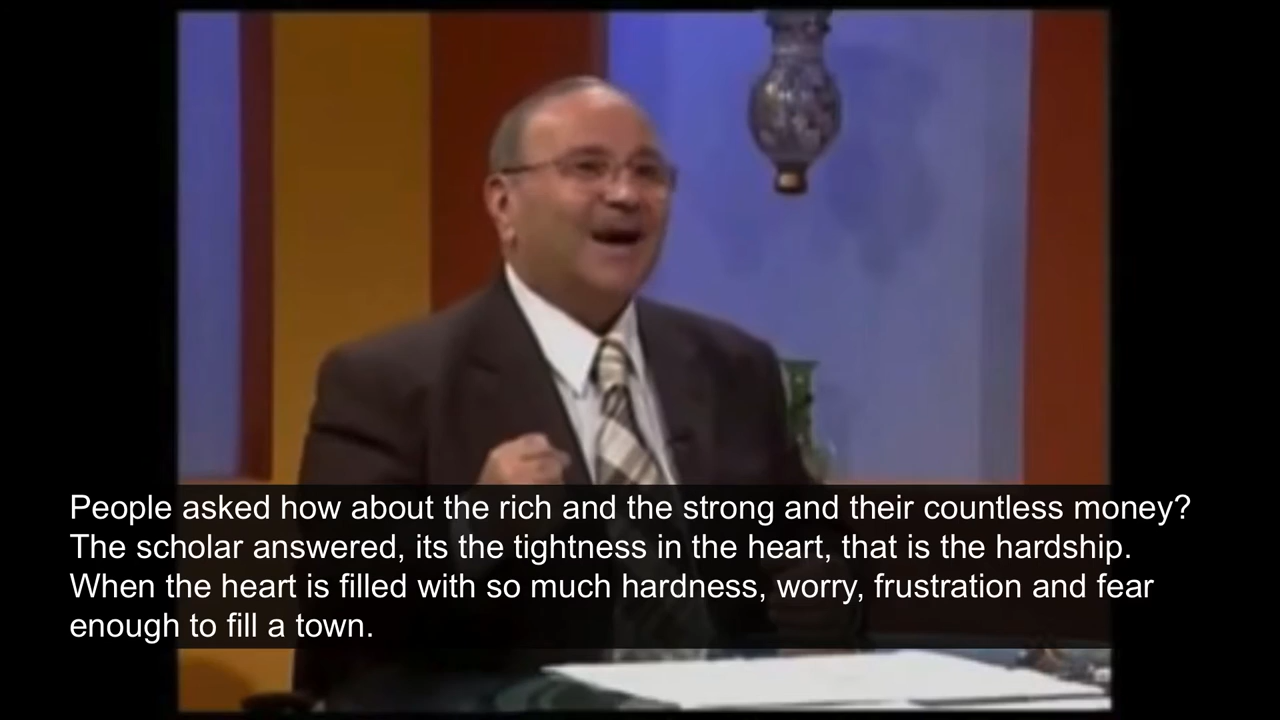 People asked how about the rich and the strong and their countless money?
The scholar answered, its the tightness in the heart, that is the hardship.
When the heart is filled with so much hardness, worry, frustration and fear
enough to fill a town.